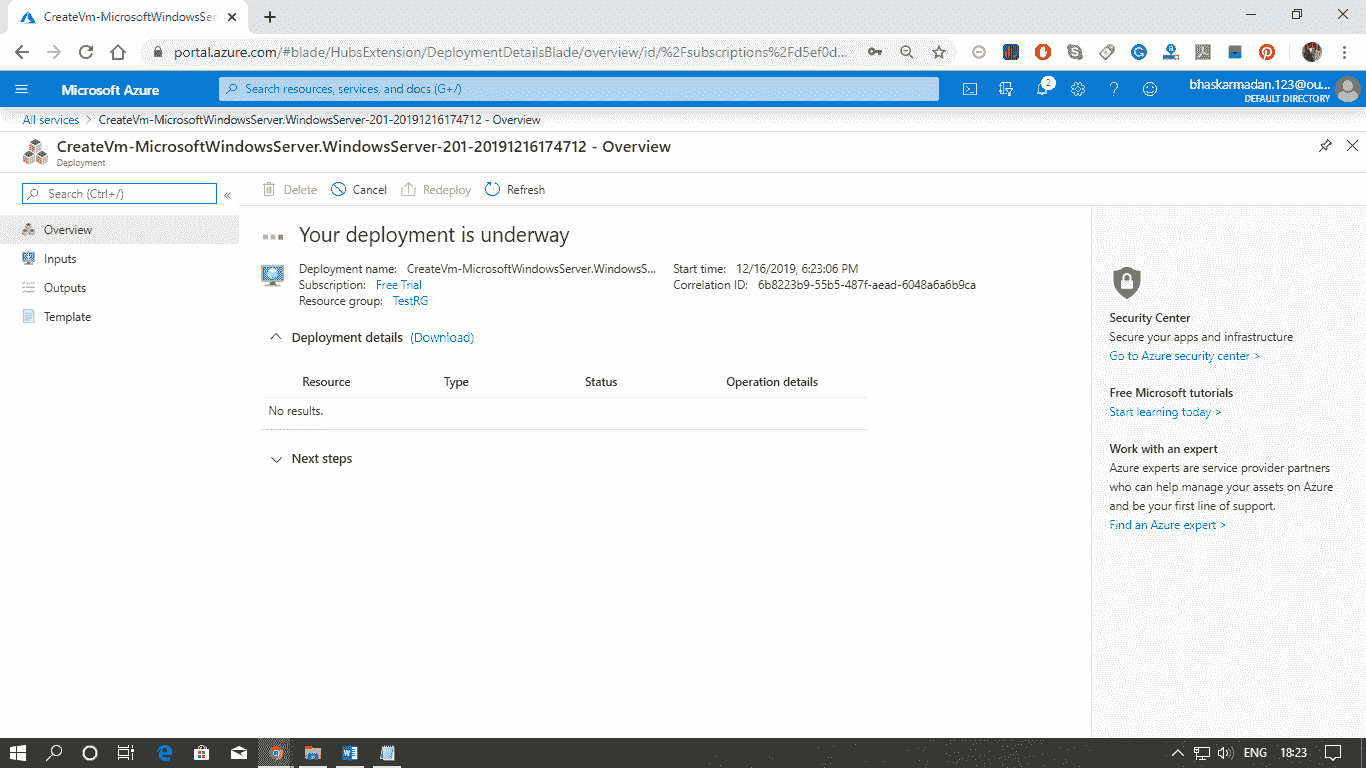 CreateVm-MicrosoftWindowsSer
portal.azure.com/#blade/HubsExtension/DeploymentDetailsBlade/overview/id/%2Fsubscriptions%2Fd5ef0d...
Microsoft Azure
Search resources, services, and docs (G+/)
2
bhaskarmadan.123@ou...
DEFAULT DIRECTORY
All services > CreateVm-MicrosoftWindowsServer.WindowsServer-201-20191216174712 - Overview
CreateVm-MicrosoftWindowsServer.WindowsServer-201-20191216174712 - Overview
Deployment
Search (Ctrl+/)
«
Delete Cancel Redeploy Refresh
Overview
Inputs
Outputs
Template
Your deployment is underway
Deployment name: CreateVm-MicrosoftWindowsServer.WindowsS...
Subscription: Free Trial
Resource group: TestRG
Start time: 12/16/2019, 6:23:06 PM
Correlation ID: 6b8223b9-55b5-487f-aead-6048a6a6b9ca
Deployment details (Download)
Resource Type Status Operation details
No results.
Next steps
Security Center
Secure your apps and infrastructure
Go to Azure security center >
Free Microsoft tutorials
Start learning today >
Work with an expert
Azure experts are service provider partners
who can help manage your assets on Azure
and be your first line of support.
Find an Azure expert >
ENG 18:23